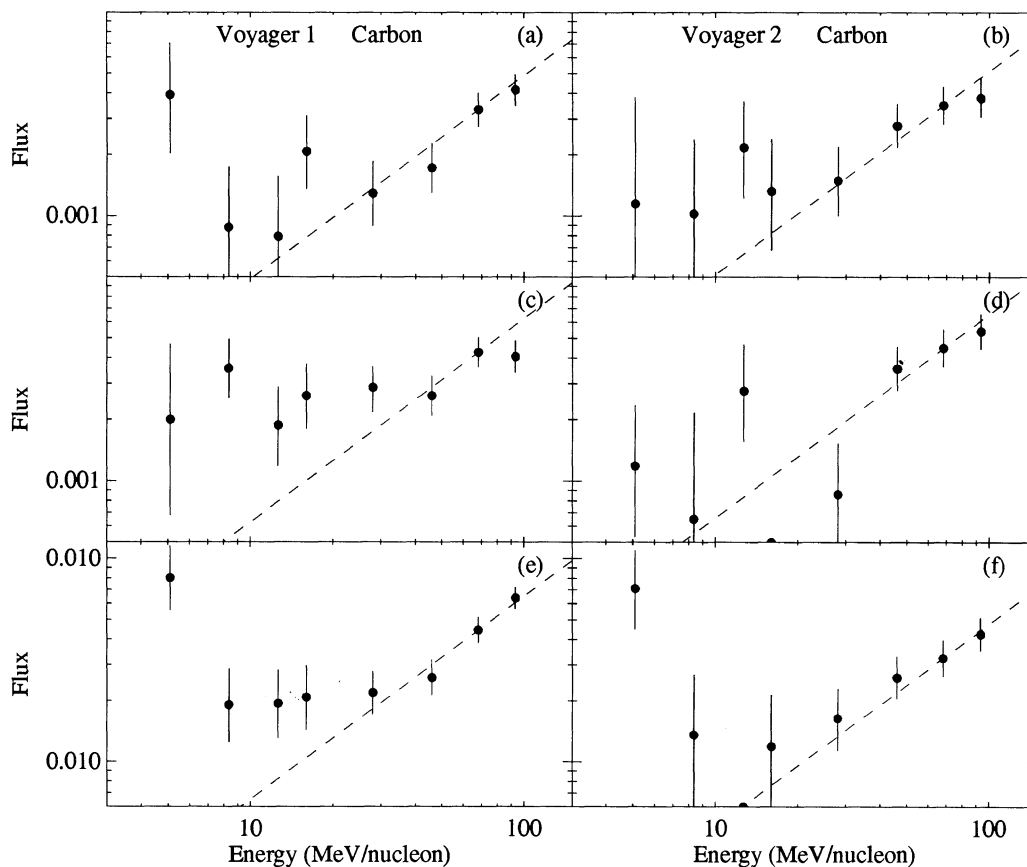 Voyager 1 Carbon (a)
Voyager 2 Carbon (b)
Flux
0.001
(c)
(d)
Flux
0.001
0.010
(e)
(f)
Flux
0.010
10 100
10 100
Energy (MeV/nucleon)
Energy (MeV/nucleon)